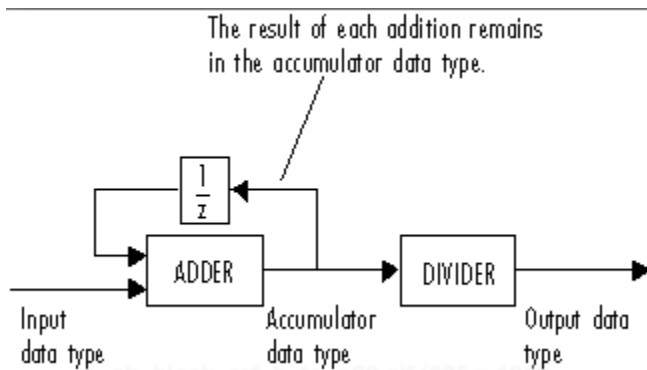 The result of each addition remains
in the accumulator data type.
1
z
ADDER
DIVIDER
Input
data type
Accumulator
data type
Output data
type